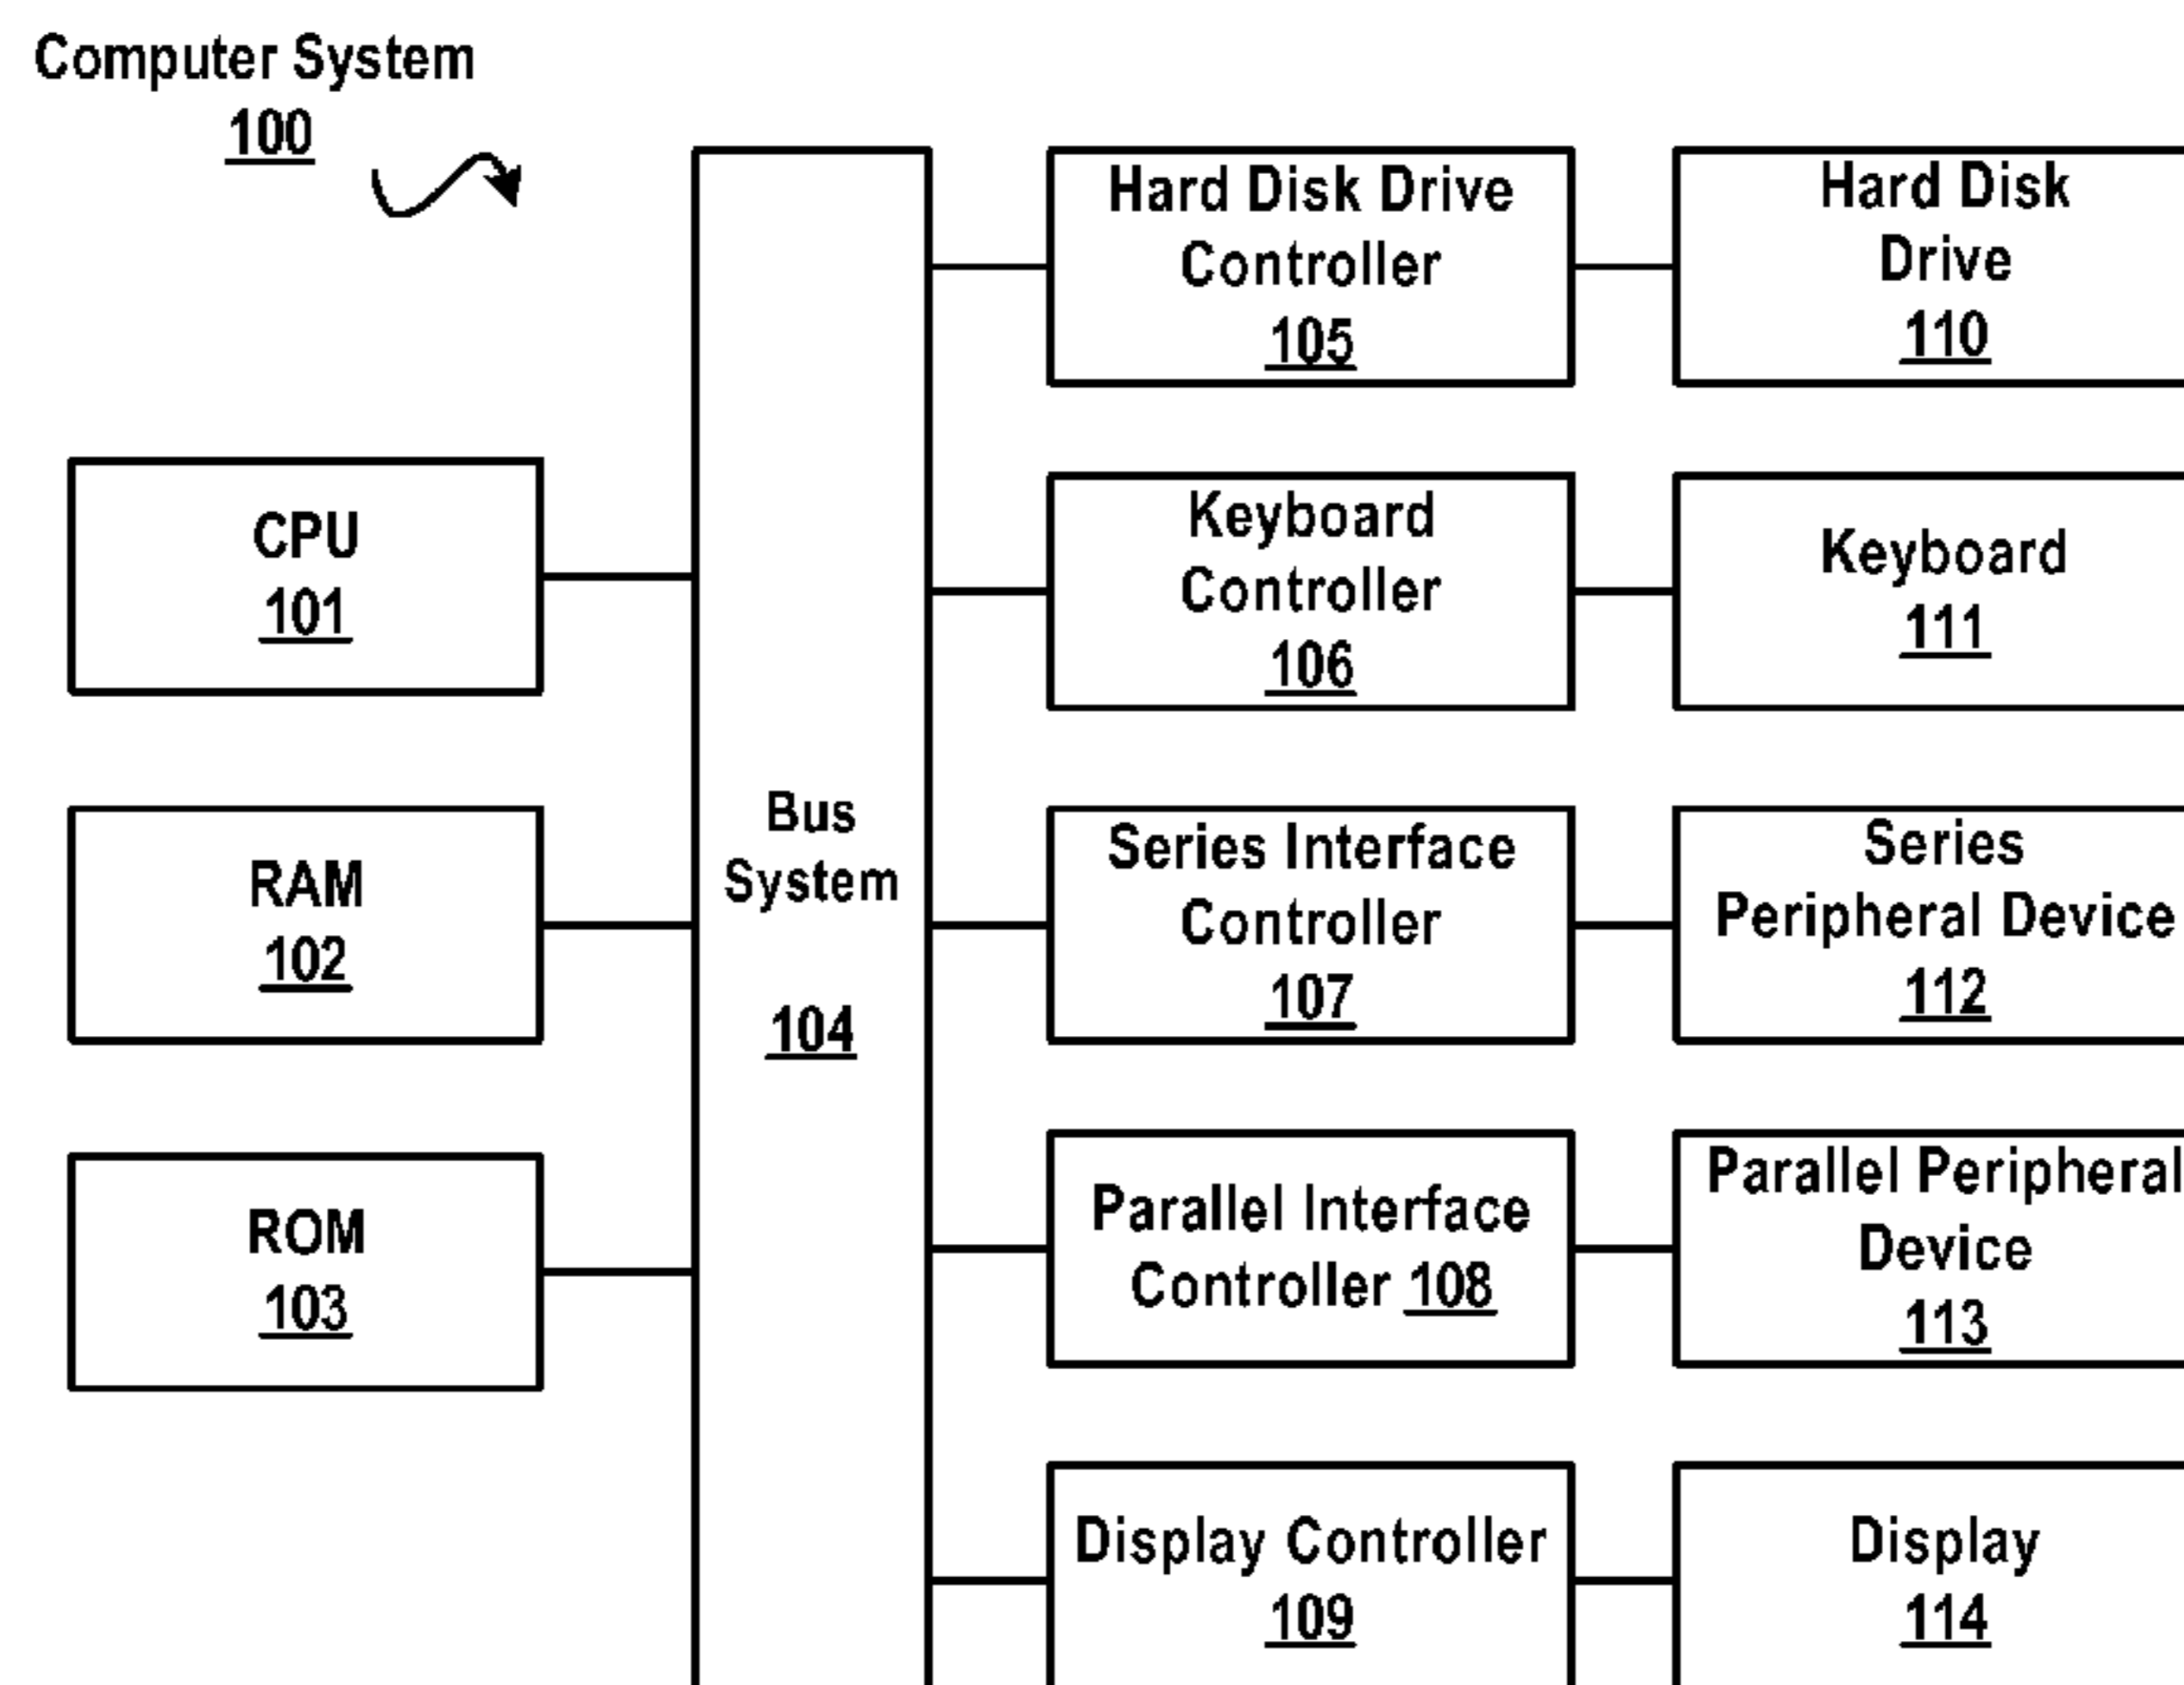 Computer System
100
Hard Disk Drive
Controller
105
Hard Disk
Drive
110
CPU
101
Keyboard
Controller
106
Keyboard
111
Bus
System
104
RAM
102
Series Interface
Controller
107
Series
Peripheral Device
112
ROM
103
Parallel Interface
Controller 108
Parallel Peripheral
Device
113
Display Controller
109
Display
114